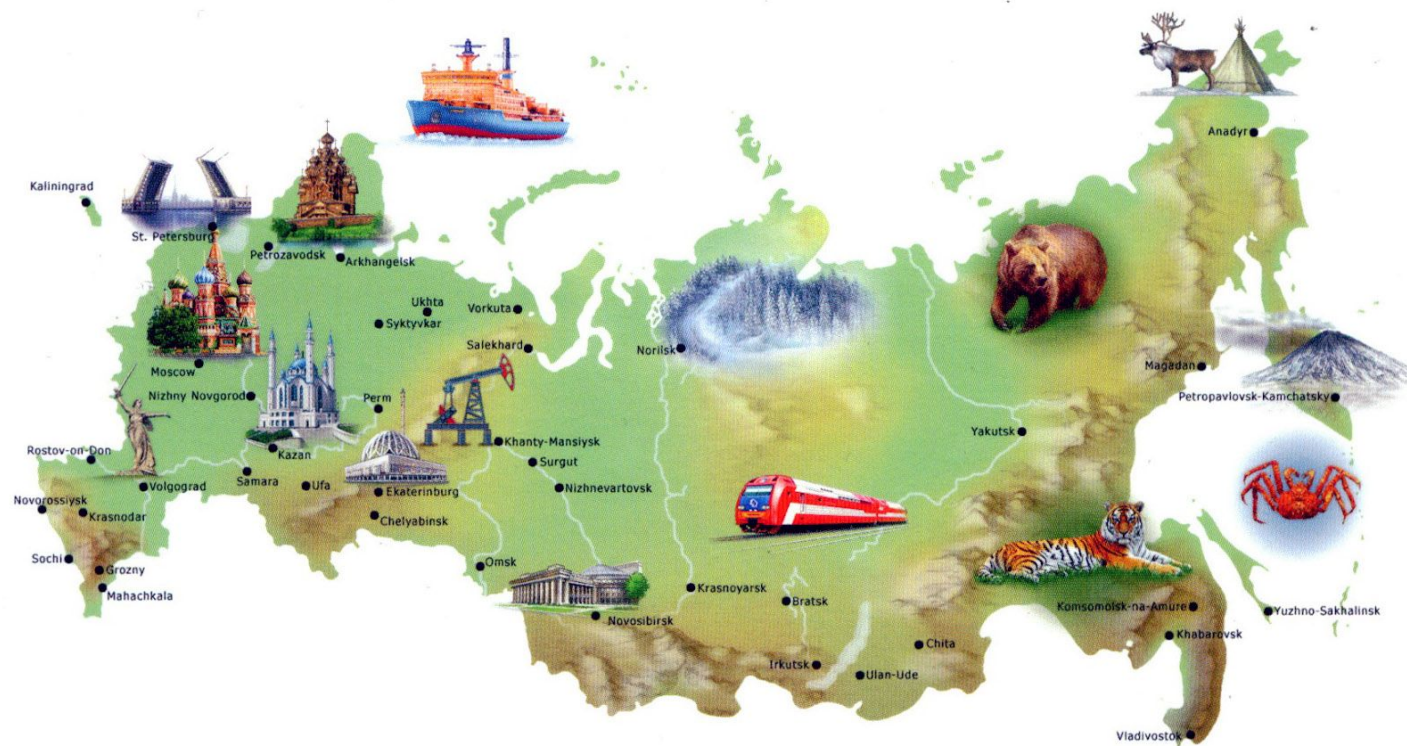 Anadyr
Kaliningrad
St. Petersburg
Petrozavodsk
Arkhangelsk
Ukhta
Vorkuta
Syktyvkar
Salekhard
Norilsk
Moscow
Magadan
Nizhny Novgorod
Perm
Petropavlovsk-Kamchatsky
Yakutsk
Khanty-Mansiysk
Rostov-on-Don
Kazan
Surgut
Samara
Ufa
Volgograd
Ekaterinburg
Nizhnevartovsk
Novorossiysk
Krasnodar
Chelyabinsk
Sochi
Grozny
Omsk
Mahachkala
Krasnoyarsk
Bratsk
Komsomolsk-na-Amure
Yuzhno-Sakhalinsk
Novosibirsk
Khabarovsk
Chita
Irkutsk
Ulan-Ude
Vladivostok